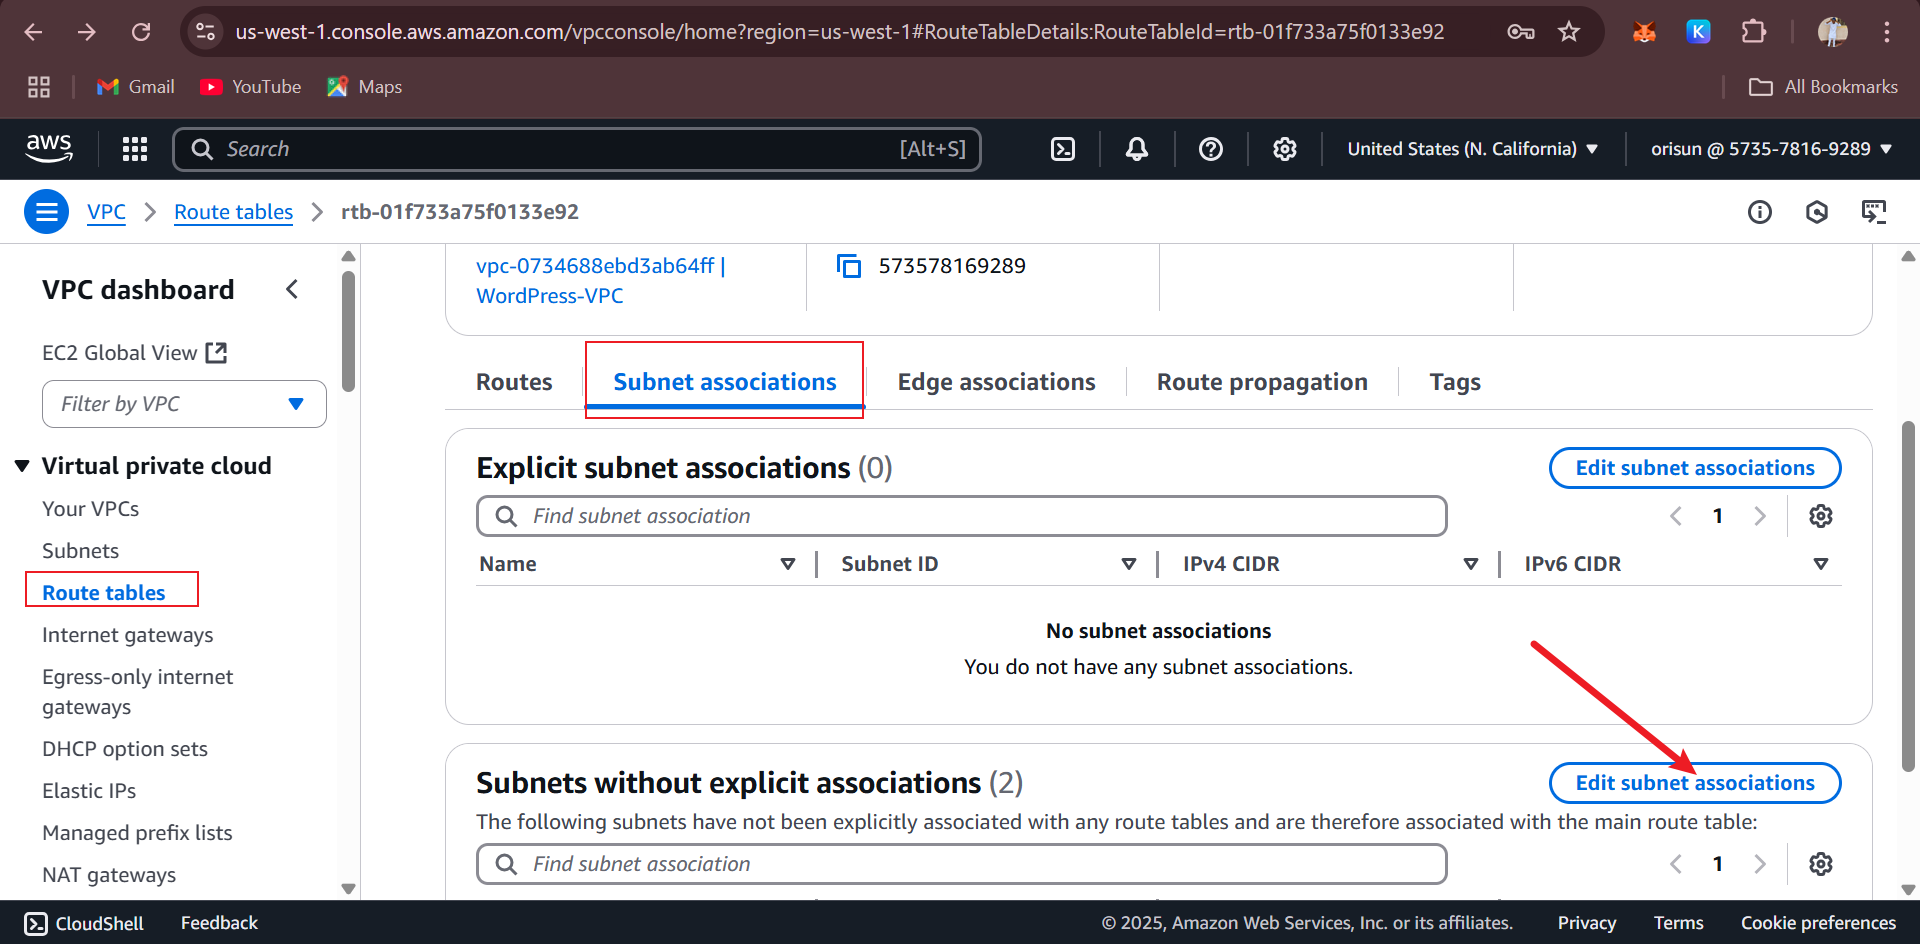 us-west-1.console.aws.amazon.com/vpcconsole/home?region=us-west-1#RouteTableDetails:RouteTableId=rtb-01f733a75f0133e92
K
Gmail
YouTube
Maps
All Bookmarks
aws
Search
[Alt+S]
United States (N. California)
orisun @ 5735-7816-9289
VPC
Route tables
rtb-01f733a75f0133e92
VPC dashboard
EC2 Global View
Filter by VPC
Virtual private cloud
Your VPCs
Subnets
Route tables
Internet gateways
Egress-only internet
gateways
DHCP option sets
Elastic IPs
Managed prefix lists
NAT gateways
vpc-0734688ebd3ab64ff |
WordPress-VPC
573578169289
Routes
Subnet associations
Edge associations
Route propagation
Tags
Explicit subnet associations (0)
Edit subnet associations
Find subnet association
1
Name
Subnet ID
IPv4 CIDR
IPv6 CIDR
No subnet associations
You do not have any subnet associations.
Subnets without explicit associations (2)
Edit subnet associations
The following subnets have not been explicitly associated with any route tables and are therefore associated with the main route table:
Find subnet association
1
CloudShell
Feedback
© 2025, Amazon Web Services, Inc. or its affiliates.
Privacy
Terms
Cookie preferences